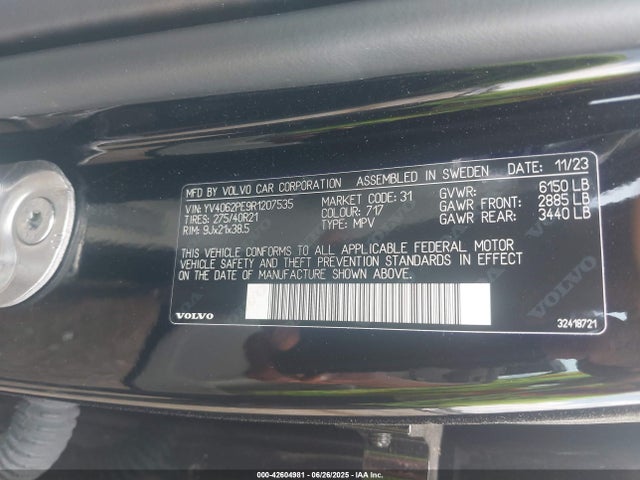 MFD BY VOLVO CAR CORPORATION ASSEMBLED IN SWEDEN DATE: 11/23
VIN: YV4062PE9R1207535 MARKET CODE: 31 GVWR: 6150 LB
TIRES: 275/40R21 COLOUR: 717 GAWR FRONT: 2885 LB
RIM: 9Jx21x38.5 TYPE: MPV GAWR REAR: 3440 LB
THIS VEHICLE CONFORMS TO ALL APPLICABLE FEDERAL MOTOR
VEHICLE SAFETY AND THEFT PREVENTION STANDARDS IN EFFECT
ON THE DATE OF MANUFACTURE SHOWN ABOVE.
VOLVO 32418721
000-42604981 - 06/26/2025 - IAAI.com